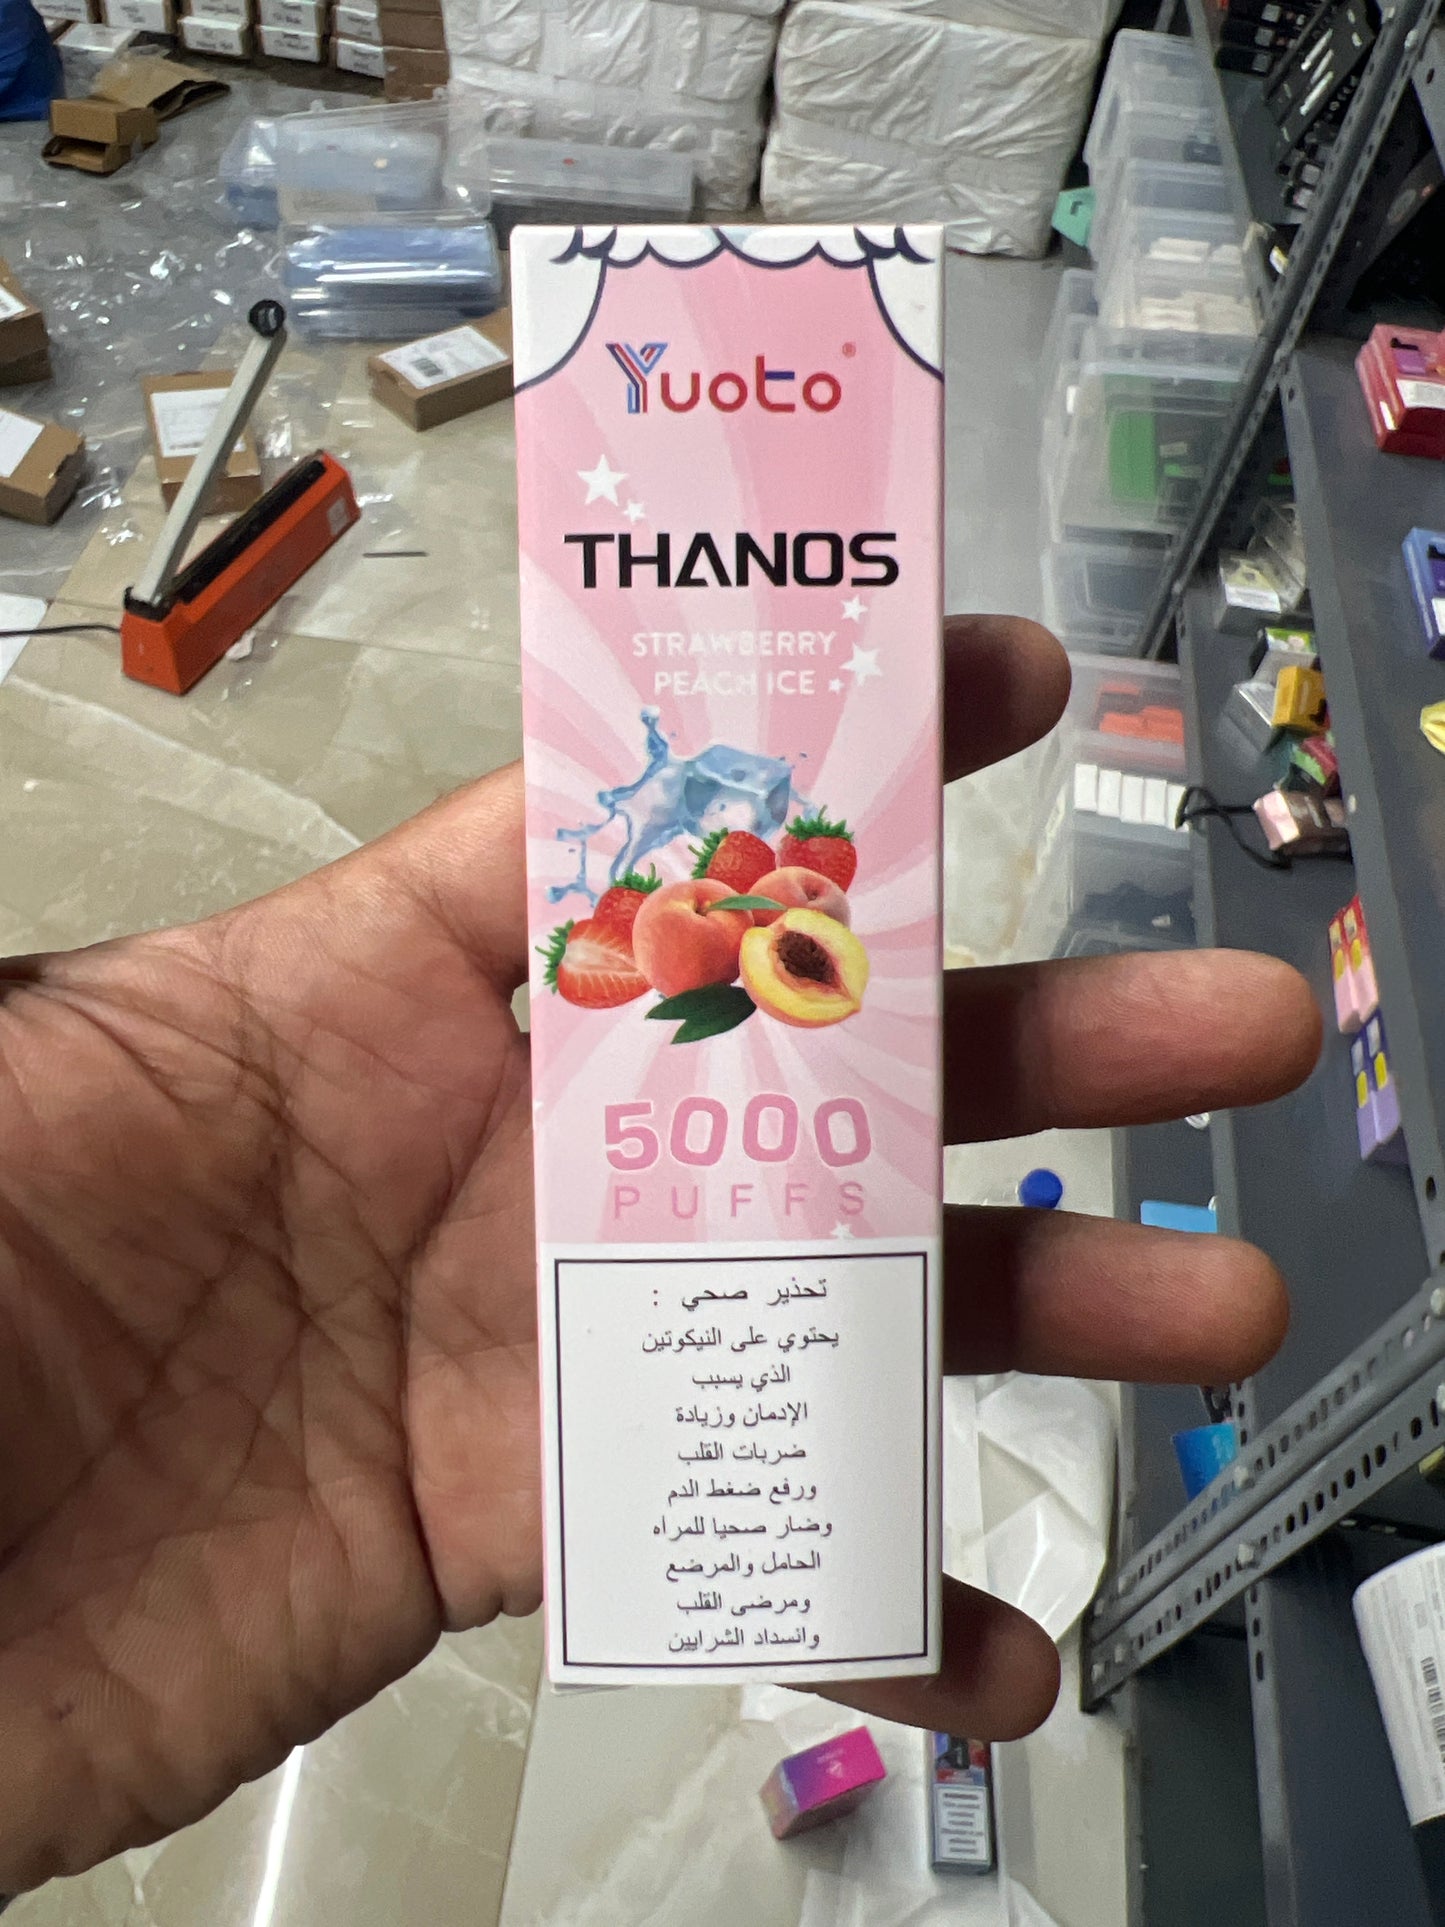 Yuoto®
THANOS
STRAWBERRY
PEACH ICE
5000
PUFFS
تحذير صحي :
يحتوي على النيكوتين
الذي يسبب
الإدمان وزيادة
ضربات القلب
ورفع ضغط الدم
وضار صحيا للمراه
الحامل والمرضع
ومرضى القلب
وانسداد الشرايين